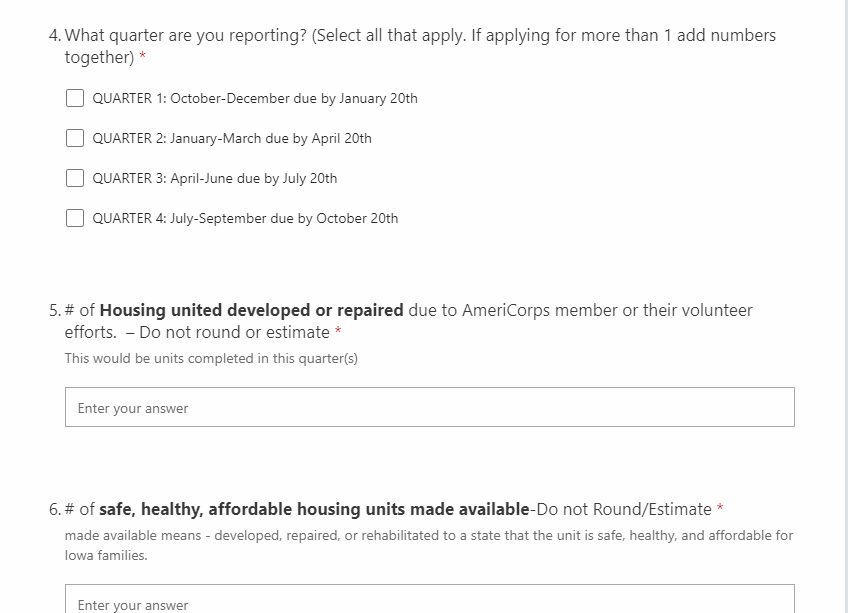 4. What quarter are you reporting? (Select all that apply. If applying for more than 1 add numbers
together) *
QUARTER 1: October-December due by January 20th
QUARTER 2: January-March due by April 20th
QUARTER 3: April-June due by July 20th
QUARTER 4: July-September due by October 20th
5. # of Housing united developed or repaired due to AmeriCorps member or their volunteer
efforts. – Do not round or estimate *
This would be units completed in this quarter(s)
Enter your answer
6. # of safe, healthy, affordable housing units made available-Do not Round/Estimate *
made available means - developed, repaired, or rehabilitated to a state that the unit is safe, healthy, and affordable for
Iowa families.
Enter your answer